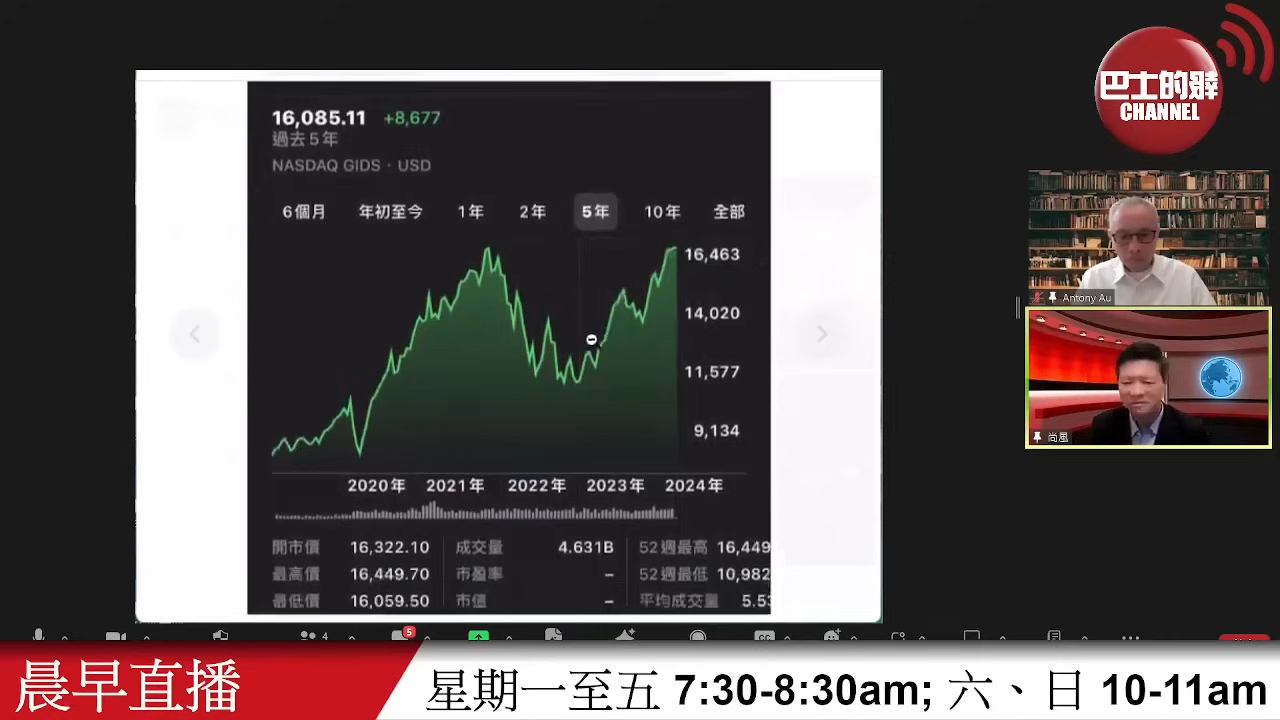 巴士的報
CHANNEL
16,085.11 +8,677
過去5年
NASDAQ GIDS · USD
6個月 年初至今 1年 2年 5年 10年 全部
16,463
14,020
11,577
9,134
2020年 2021年 2022年 2023年 2024年
開市價 16,322.10 成交量 4.631B 52週最高 16,449
最高價 16,449.70 市盈率 – 52週最低 10,982
最低價 16,059.50 市值 – 平均成交量 5.53
Antony Au
尚風
4
5
CC
晨早直播
星期一至五 7:30-8:30am; 六、日 10-11am